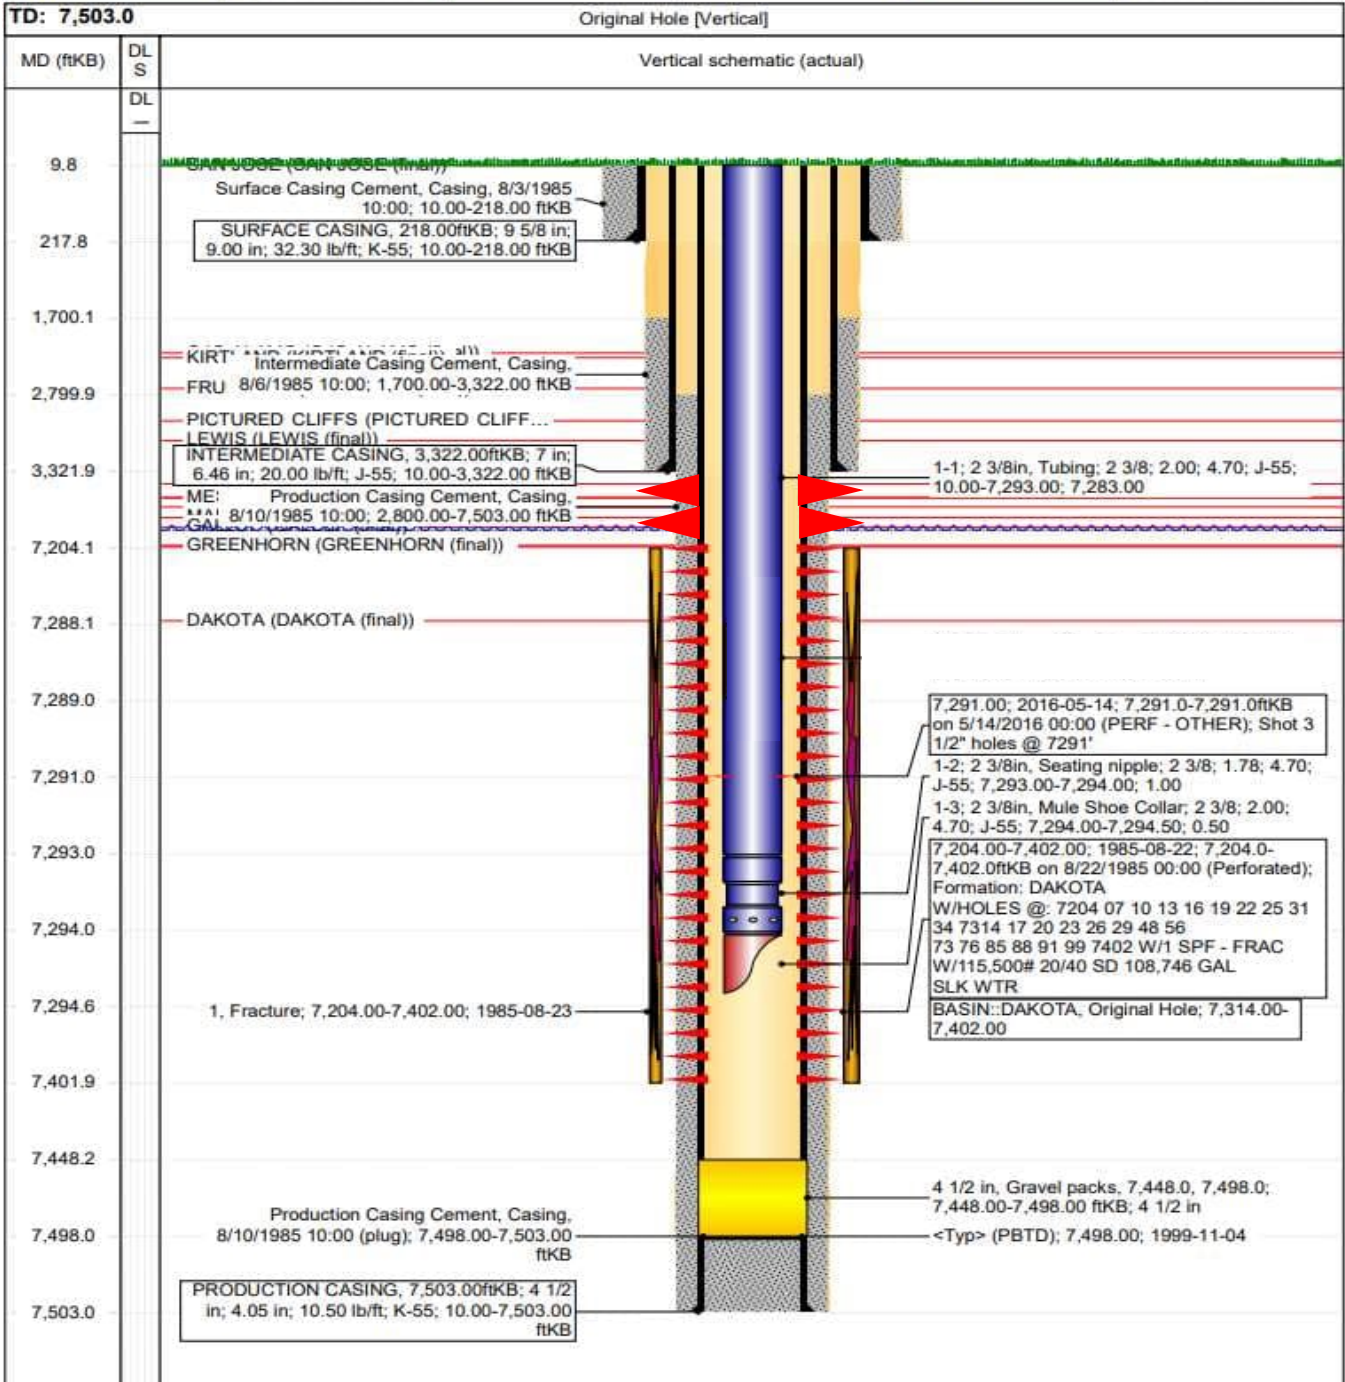 TD: 7,503.0
Original Hole [Vertical]
MD (ftKB)
DL
S
Vertical schematic (actual)
DL
—
9.8
217.8
1,700.1
2,799.9
3,321.9
7,204.1
7,288.1
7,289.0
7,291.0
7,293.0
7,294.0
7,294.6
7,401.9
7,448.2
7,498.0
7,503.0
SAN JOSE (SAN JOSE (final))
Surface Casing Cement, Casing, 8/3/1985
10:00; 10.00-218.00 ftKB
SURFACE CASING, 218.00ftKB; 9 5/8 in;
9.00 in; 32.30 lb/ft; K-55; 10.00-218.00 ftKB
KIRTLAND (KIRTLAND (final))
Intermediate Casing Cement, Casing,
FRU
8/6/1985 10:00; 1,700.00-3,322.00 ftKB
PICTURED CLIFFS (PICTURED CLIFF...
LEWIS (LEWIS (final))
INTERMEDIATE CASING, 3,322.00ftKB; 7 in;
6.46 in; 20.00 lb/ft; J-55; 10.00-3,322.00 ftKB
Production Casing Cement, Casing,
8/10/1985 10:00; 2,800.00-7,503.00 ftKB
GREENHORN (GREENHORN (final))
DAKOTA (DAKOTA (final))
1, Fracture; 7,204.00-7,402.00; 1985-08-23
Production Casing Cement, Casing,
8/10/1985 10:00 (plug); 7,498.00-7,503.00
ftKB
PRODUCTION CASING, 7,503.00ftKB; 4 1/2
in; 4.05 in; 10.50 lb/ft; K-55; 10.00-7,503.00
ftKB
1-1; 2 3/8in, Tubing; 2 3/8; 2.00; 4.70; J-55;
10.00-7,293.00; 7,283.00
7,291.00; 2016-05-14; 7,291.0-7,291.0ftKB
on 5/14/2016 00:00 (PERF - OTHER); Shot 3
1/2" holes @ 7291'
1-2; 2 3/8in, Seating nipple; 2 3/8; 1.78; 4.70;
J-55; 7,293.00-7,294.00; 1.00
1-3; 2 3/8in, Mule Shoe Collar; 2 3/8; 2.00;
4.70; J-55; 7,294.00-7,294.50; 0.50
7,204.00-7,402.00; 1985-08-22; 7,204.0-
7,402.0ftKB on 8/22/1985 00:00 (Perforated);
Formation: DAKOTA
W/HOLES @: 7204 07 10 13 16 19 22 25 31
34 7314 17 20 23 26 29 48 56
73 76 85 88 91 99 7402 W/1 SPF - FRAC
W/115,500# 20/40 SD 108,746 GAL
SLK WTR
BASIN::DAKOTA, Original Hole; 7,314.00-
7,402.00
4 1/2 in, Gravel packs, 7,448.0, 7,498.0;
7,448.00-7,498.00 ftKB; 4 1/2 in
<Typ> (PBTD); 7,498.00; 1999-11-04